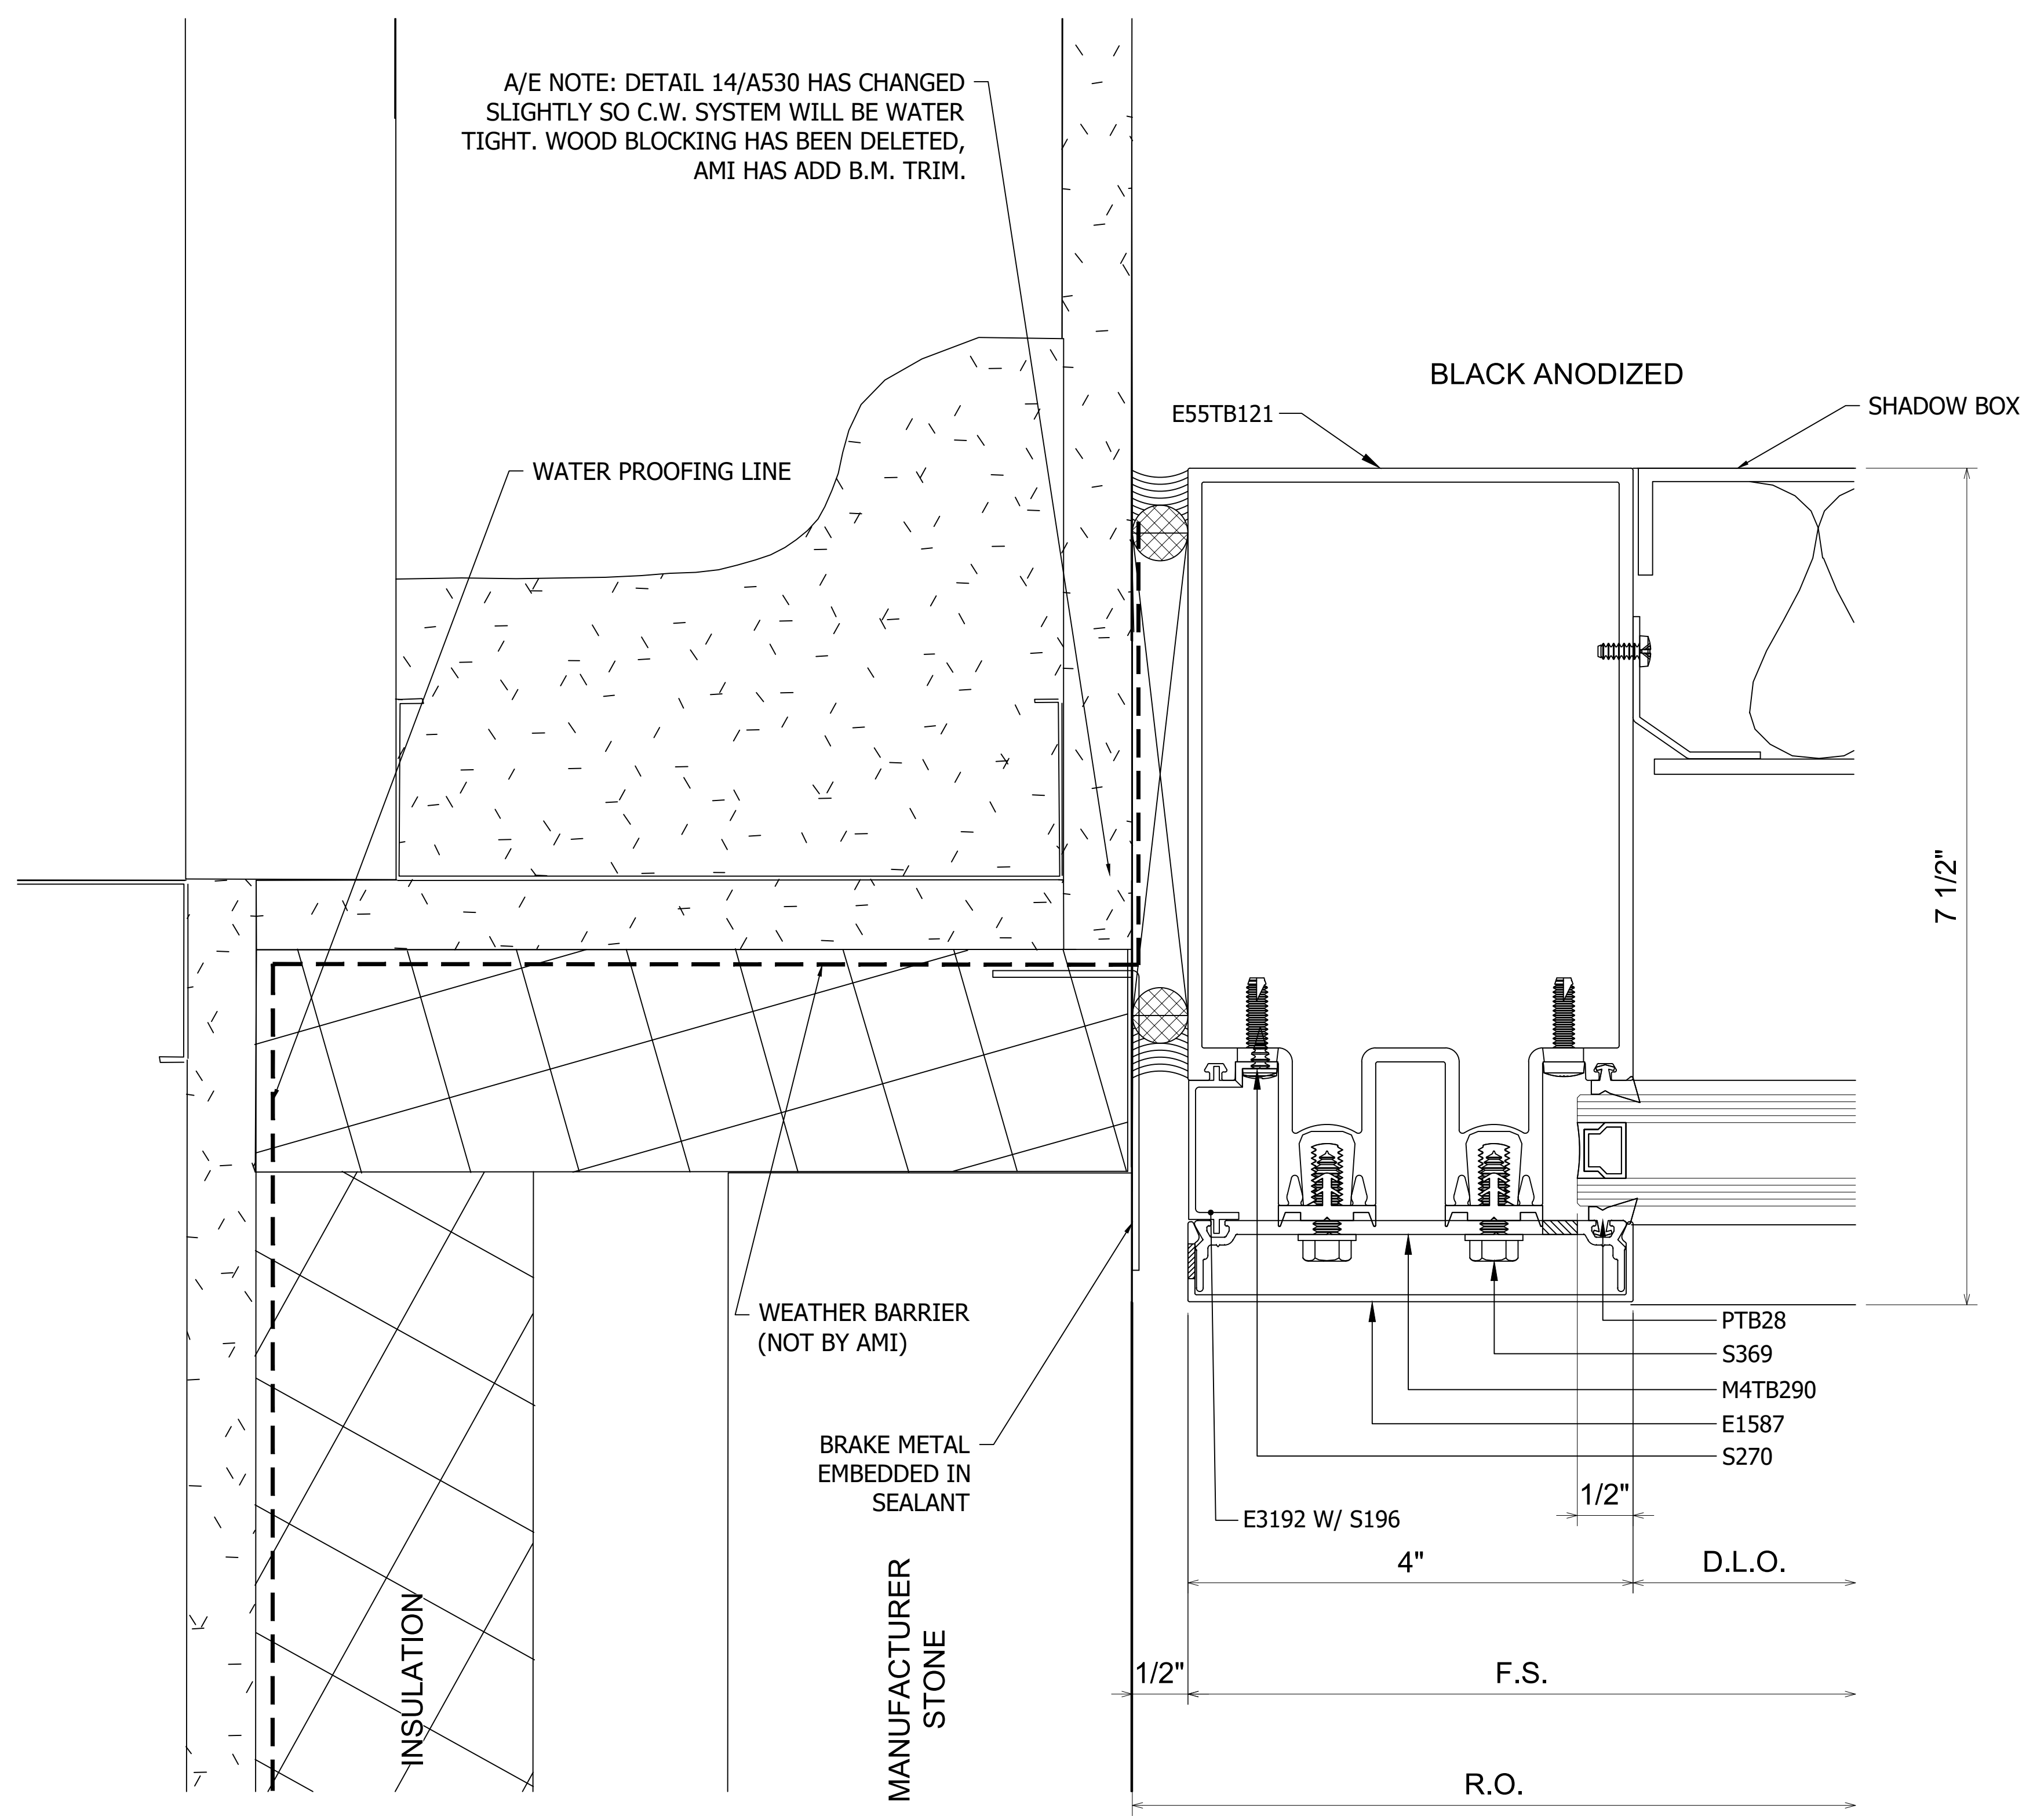 A/E NOTE: DETAIL 14/A530 HAS CHANGED
SLIGHTLY SO C.W. SYSTEM WILL BE WATER
TIGHT. WOOD BLOCKING HAS BEEN DELETED,
AMI HAS ADD B.M. TRIM.
BLACK ANODIZED
E55TB121
SHADOW BOX
WATER PROOFING LINE
7 1/2"
WEATHER BARRIER
(NOT BY AMI)
PTB28
S369
M4TB290
E1587
S270
BRAKE METAL
EMBEDDED IN
SEALANT
1/2"
E3192 W/ S196
4"
D.L.O.
INSULATION
MANUFACTURER
STONE
1/2"
F.S.
R.O.